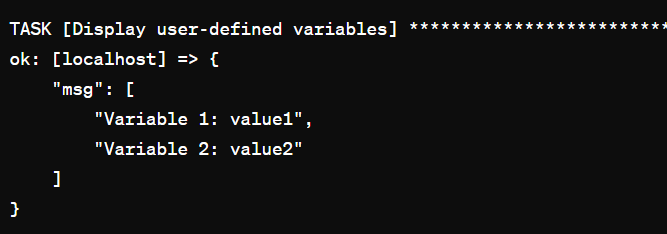 TASK [Display user-defined variables] *************************
ok: [localhost] => {
    "msg": [
        "Variable 1: value1",
        "Variable 2: value2"
    ]
}